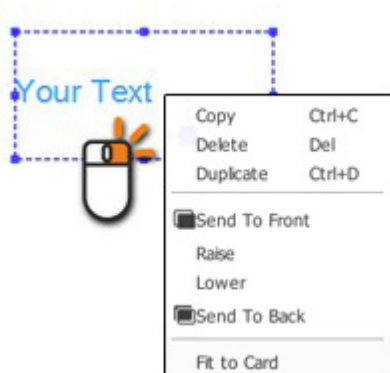 Your Text
Copy Ctrl+C
Delete Del
Duplicate Ctrl+D
Send To Front
Raise
Lower
Send To Back
Fit to Card